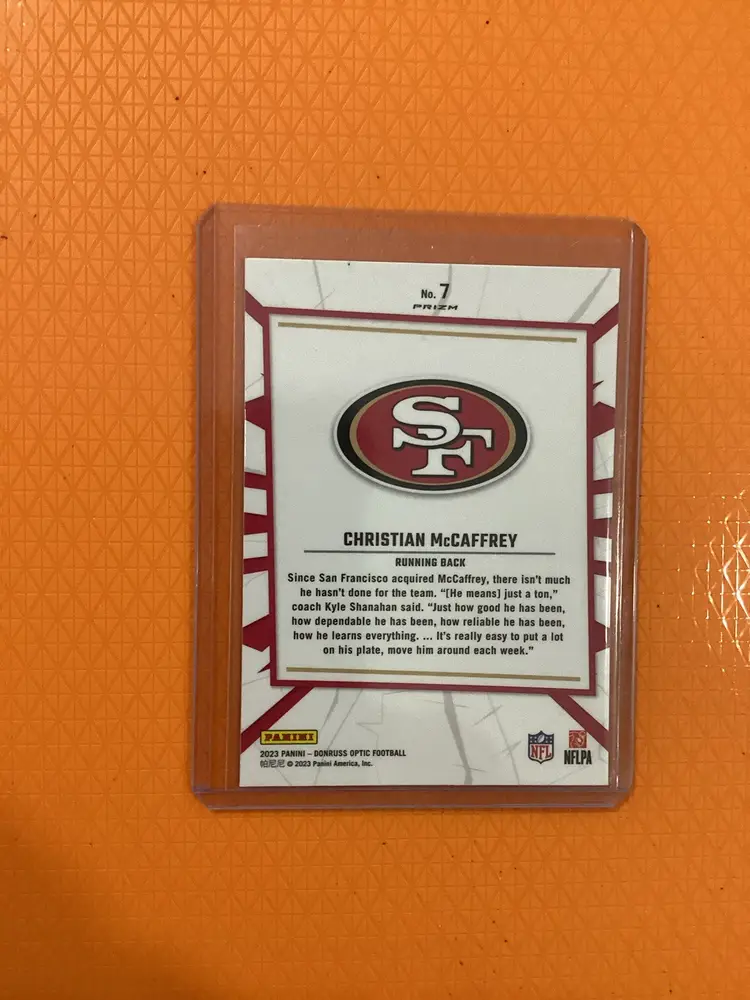 No. 7
PRIZM
SF
CHRISTIAN McCAFFREY
RUNNING BACK
Since San Francisco acquired McCaffrey, there isn't much
he hasn't done for the team. “[He means] just a ton,”
coach Kyle Shanahan said. “Just how good he has been,
how dependable he has been, how reliable he has been,
how he learns everything. ... It's really easy to put a lot
on his plate, move him around each week.”
PANINI
2023 PANINI – DONRUSS OPTIC FOOTBALL
帕尼尼 © 2023 Panini America, Inc.
NFL
NFLPA